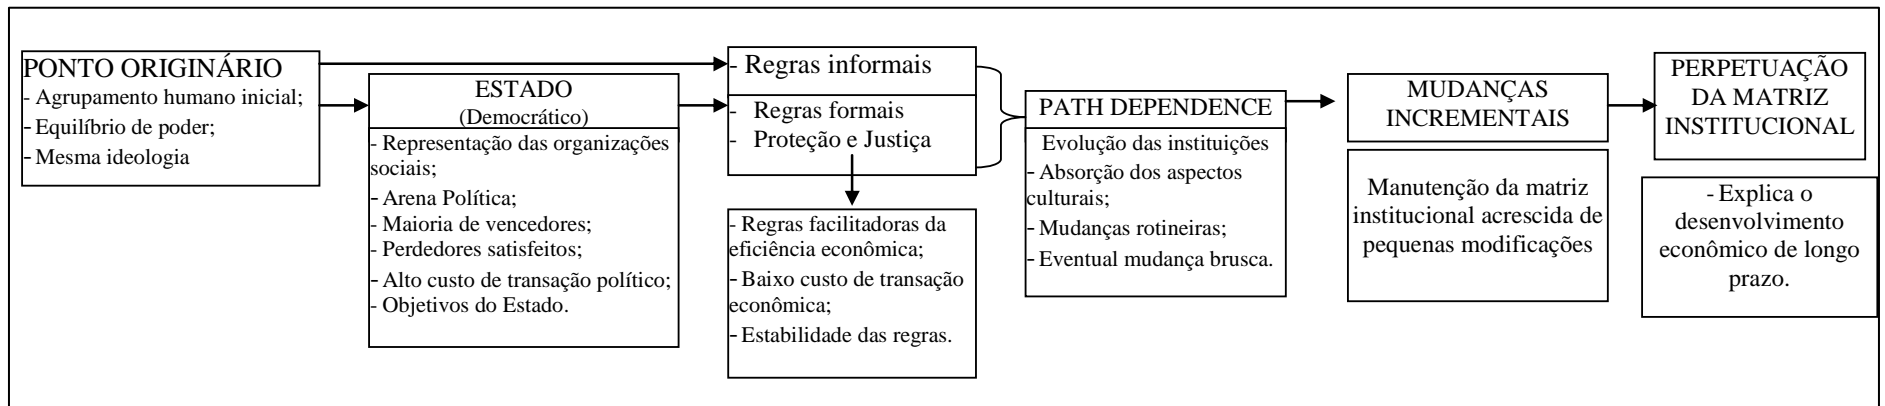 PONTO ORIGINÁRIO
- Agrupamento humano inicial;
- Equilíbrio de poder;
- Mesma ideologia
ESTADO
(Democrático)
- Representação das organizações
sociais;
- Arena Política;
- Maioria de vencedores;
- Perdedores satisfeitos;
- Alto custo de transação político;
- Objetivos do Estado.
- Regras informais
- Regras formais
- Proteção e Justiça
- Regras facilitadoras da
eficiência econômica;
- Baixo custo de transação
econômica;
- Estabilidade das regras.
PATH DEPENDENCE
Evolução das instituições
- Absorção dos aspectos
culturais;
- Mudanças rotineiras;
- Eventual mudança brusca.
MUDANÇAS
INCREMENTAIS
Manutenção da matriz
institucional acrescida de
pequenas modificações
PERPETUAÇÃO
DA MATRIZ
INSTITUCIONAL
- Explica o
desenvolvimento
econômico de longo
prazo.